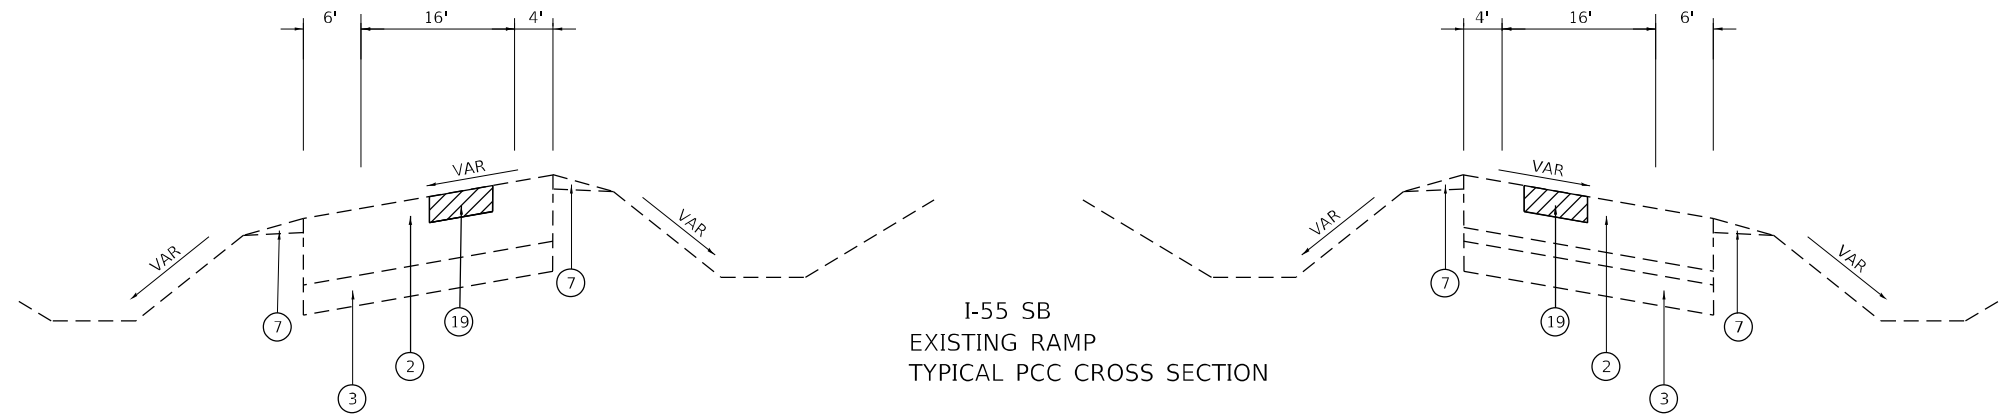 6' 16' 4'
4' 16' 6'
VAR
VAR
VAR
VAR
VAR
VAR
7
19
2
3
7
7
19
2
3
7
I-55 SB
EXISTING RAMP
TYPICAL PCC CROSS SECTION